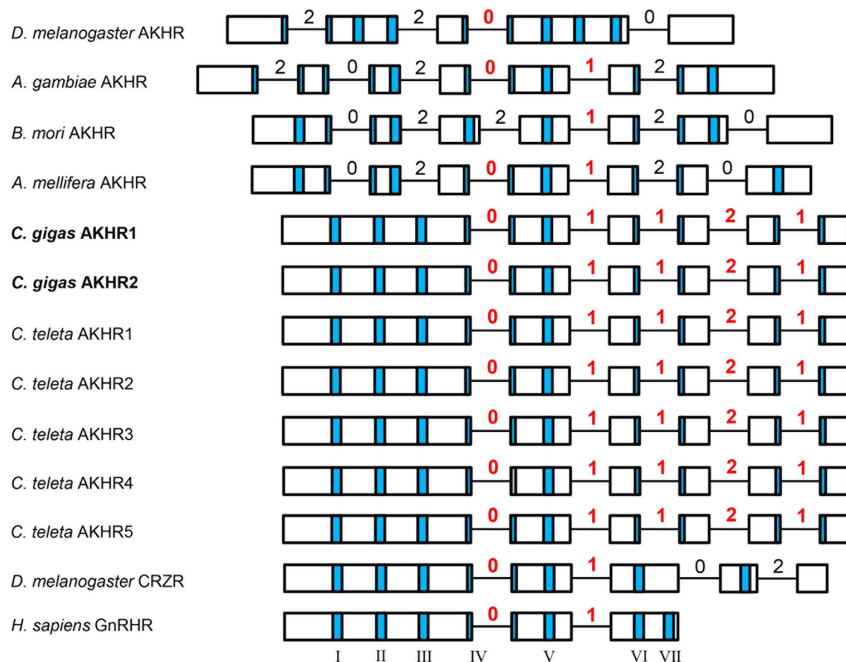 D. melanogaster AKHR 2 2 0 0
A. gambiae AKHR 2 0 2 0 1 2
B. mori AKHR 0 2 2 1 2 0
A. mellifera AKHR 0 2 0 1 2 0
C. gigas AKHR1 0 1 1 2 1
C. gigas AKHR2 0 1 1 2 1
C. teleta AKHR1 0 1 1 2 1
C. teleta AKHR2 0 1 1 2 1
C. teleta AKHR3 0 1 1 2 1
C. teleta AKHR4 0 1 1 2 1
C. teleta AKHR5 0 1 1 2 1
D. melanogaster CRZR 0 1 0 2
H. sapiens GnRHR 0 1
I II III IV V VI VII